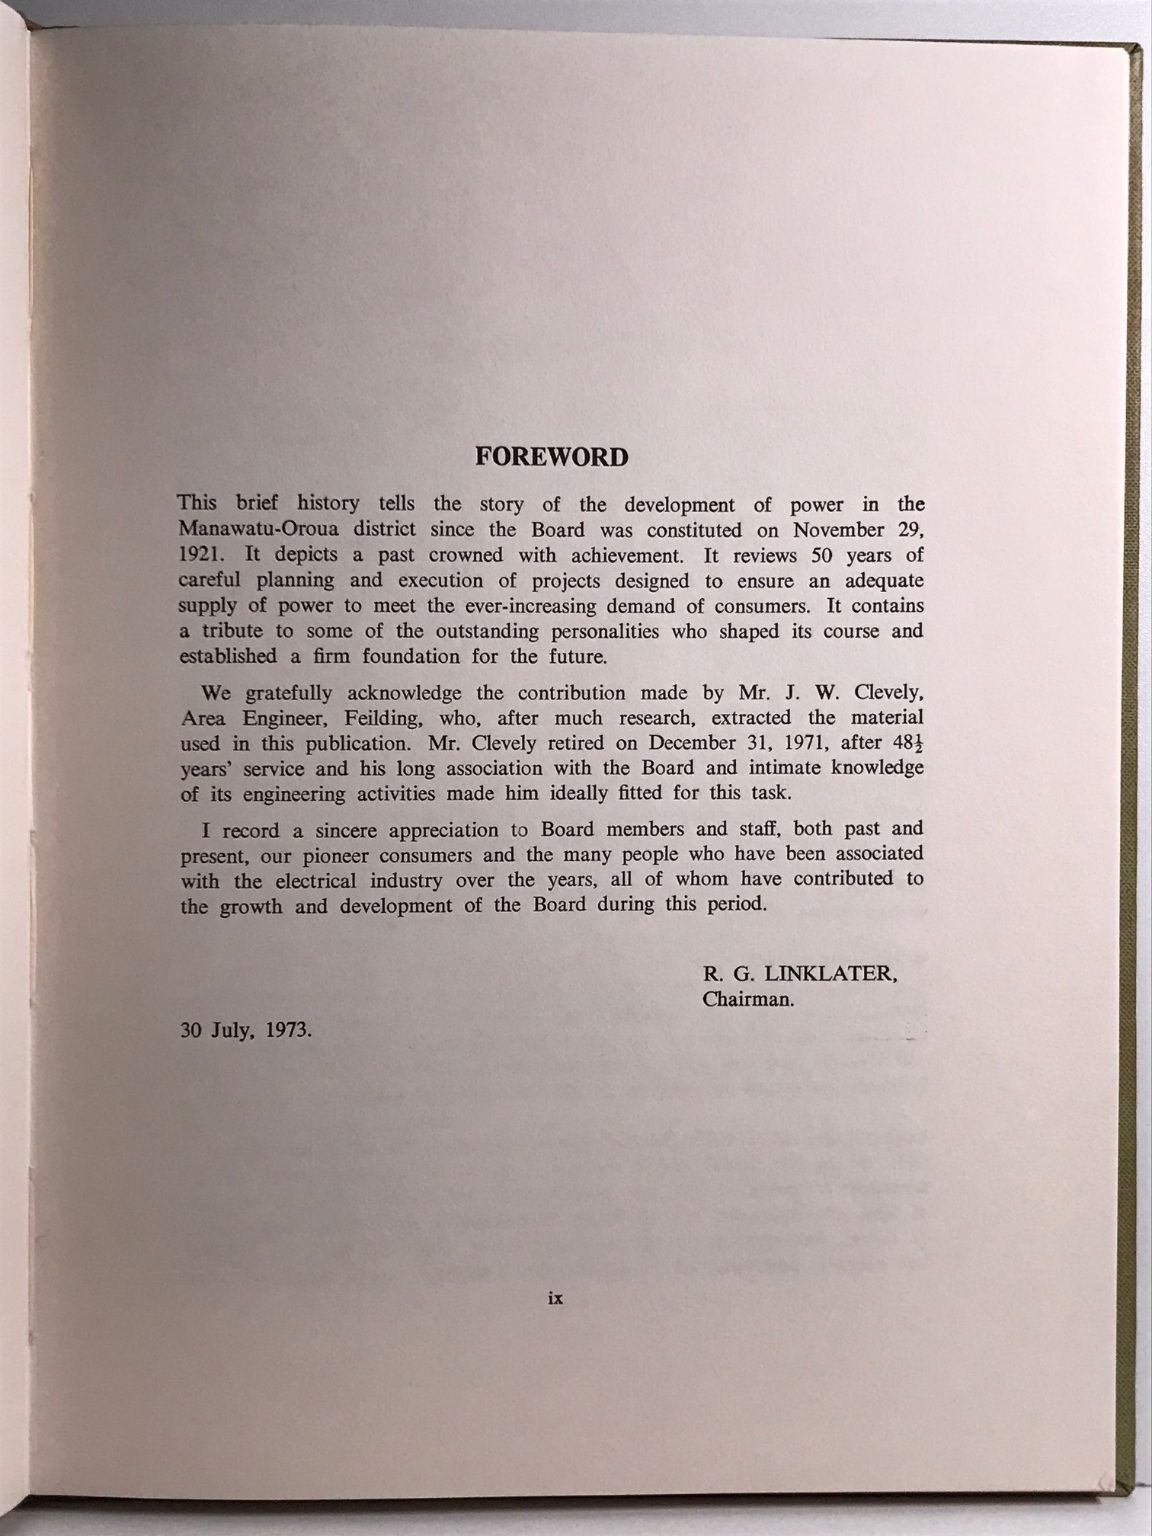 FOREWORD
This brief history tells the story of the development of power in the
Manawatu-Oroua district since the Board was constituted on November 29,
1921. It depicts a past crowned with achievement. It reviews 50 years of
careful planning and execution of projects designed to ensure an adequate
supply of power to meet the ever-increasing demand of consumers. It contains
a tribute to some of the outstanding personalities who shaped its course and
established a firm foundation for the future.
We gratefully acknowledge the contribution made by Mr. J. W. Clevely,
Area Engineer, Feilding, who, after much research, extracted the material
used in this publication. Mr. Clevely retired on December 31, 1971, after 48½
years' service and his long association with the Board and intimate knowledge
of its engineering activities made him ideally fitted for this task.
I record a sincere appreciation to Board members and staff, both past and
present, our pioneer consumers and the many people who have been associated
with the electrical industry over the years, all of whom have contributed to
the growth and development of the Board during this period.
R. G. LINKLATER,
Chairman.
30 July, 1973.
ix